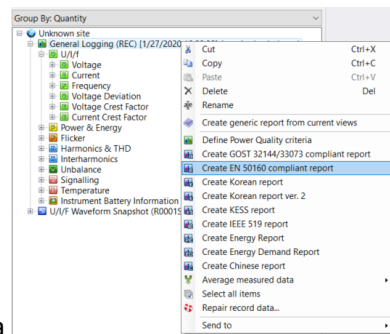 Group By: Quantity
Unknown site
General Logging (REC) [1/27/2020
U/I/f
Voltage
Current
Frequency
Voltage Deviation
Voltage Crest Factor
Current Crest Factor
Power & Energy
Flicker
Harmonics & THD
Interharmonics
Unbalance
Signalling
Temperature
Instrument Battery Information
U/I/F Waveform Snapshot (R0001
Cut Ctrl+X
Copy Ctrl+C
Paste Ctrl+V
Delete Del
Rename
Create generic report from current views
Define Power Quality criteria
Create GOST 32144/33073 compliant report
Create EN 50160 compliant report
Create Korean report
Create Korean report ver. 2
Create KESS report
Create IEEE 519 report
Create Energy Report
Create Energy Demand Report
Create Chinese report
Average measured data
Select all items
Repair record data...
Send to